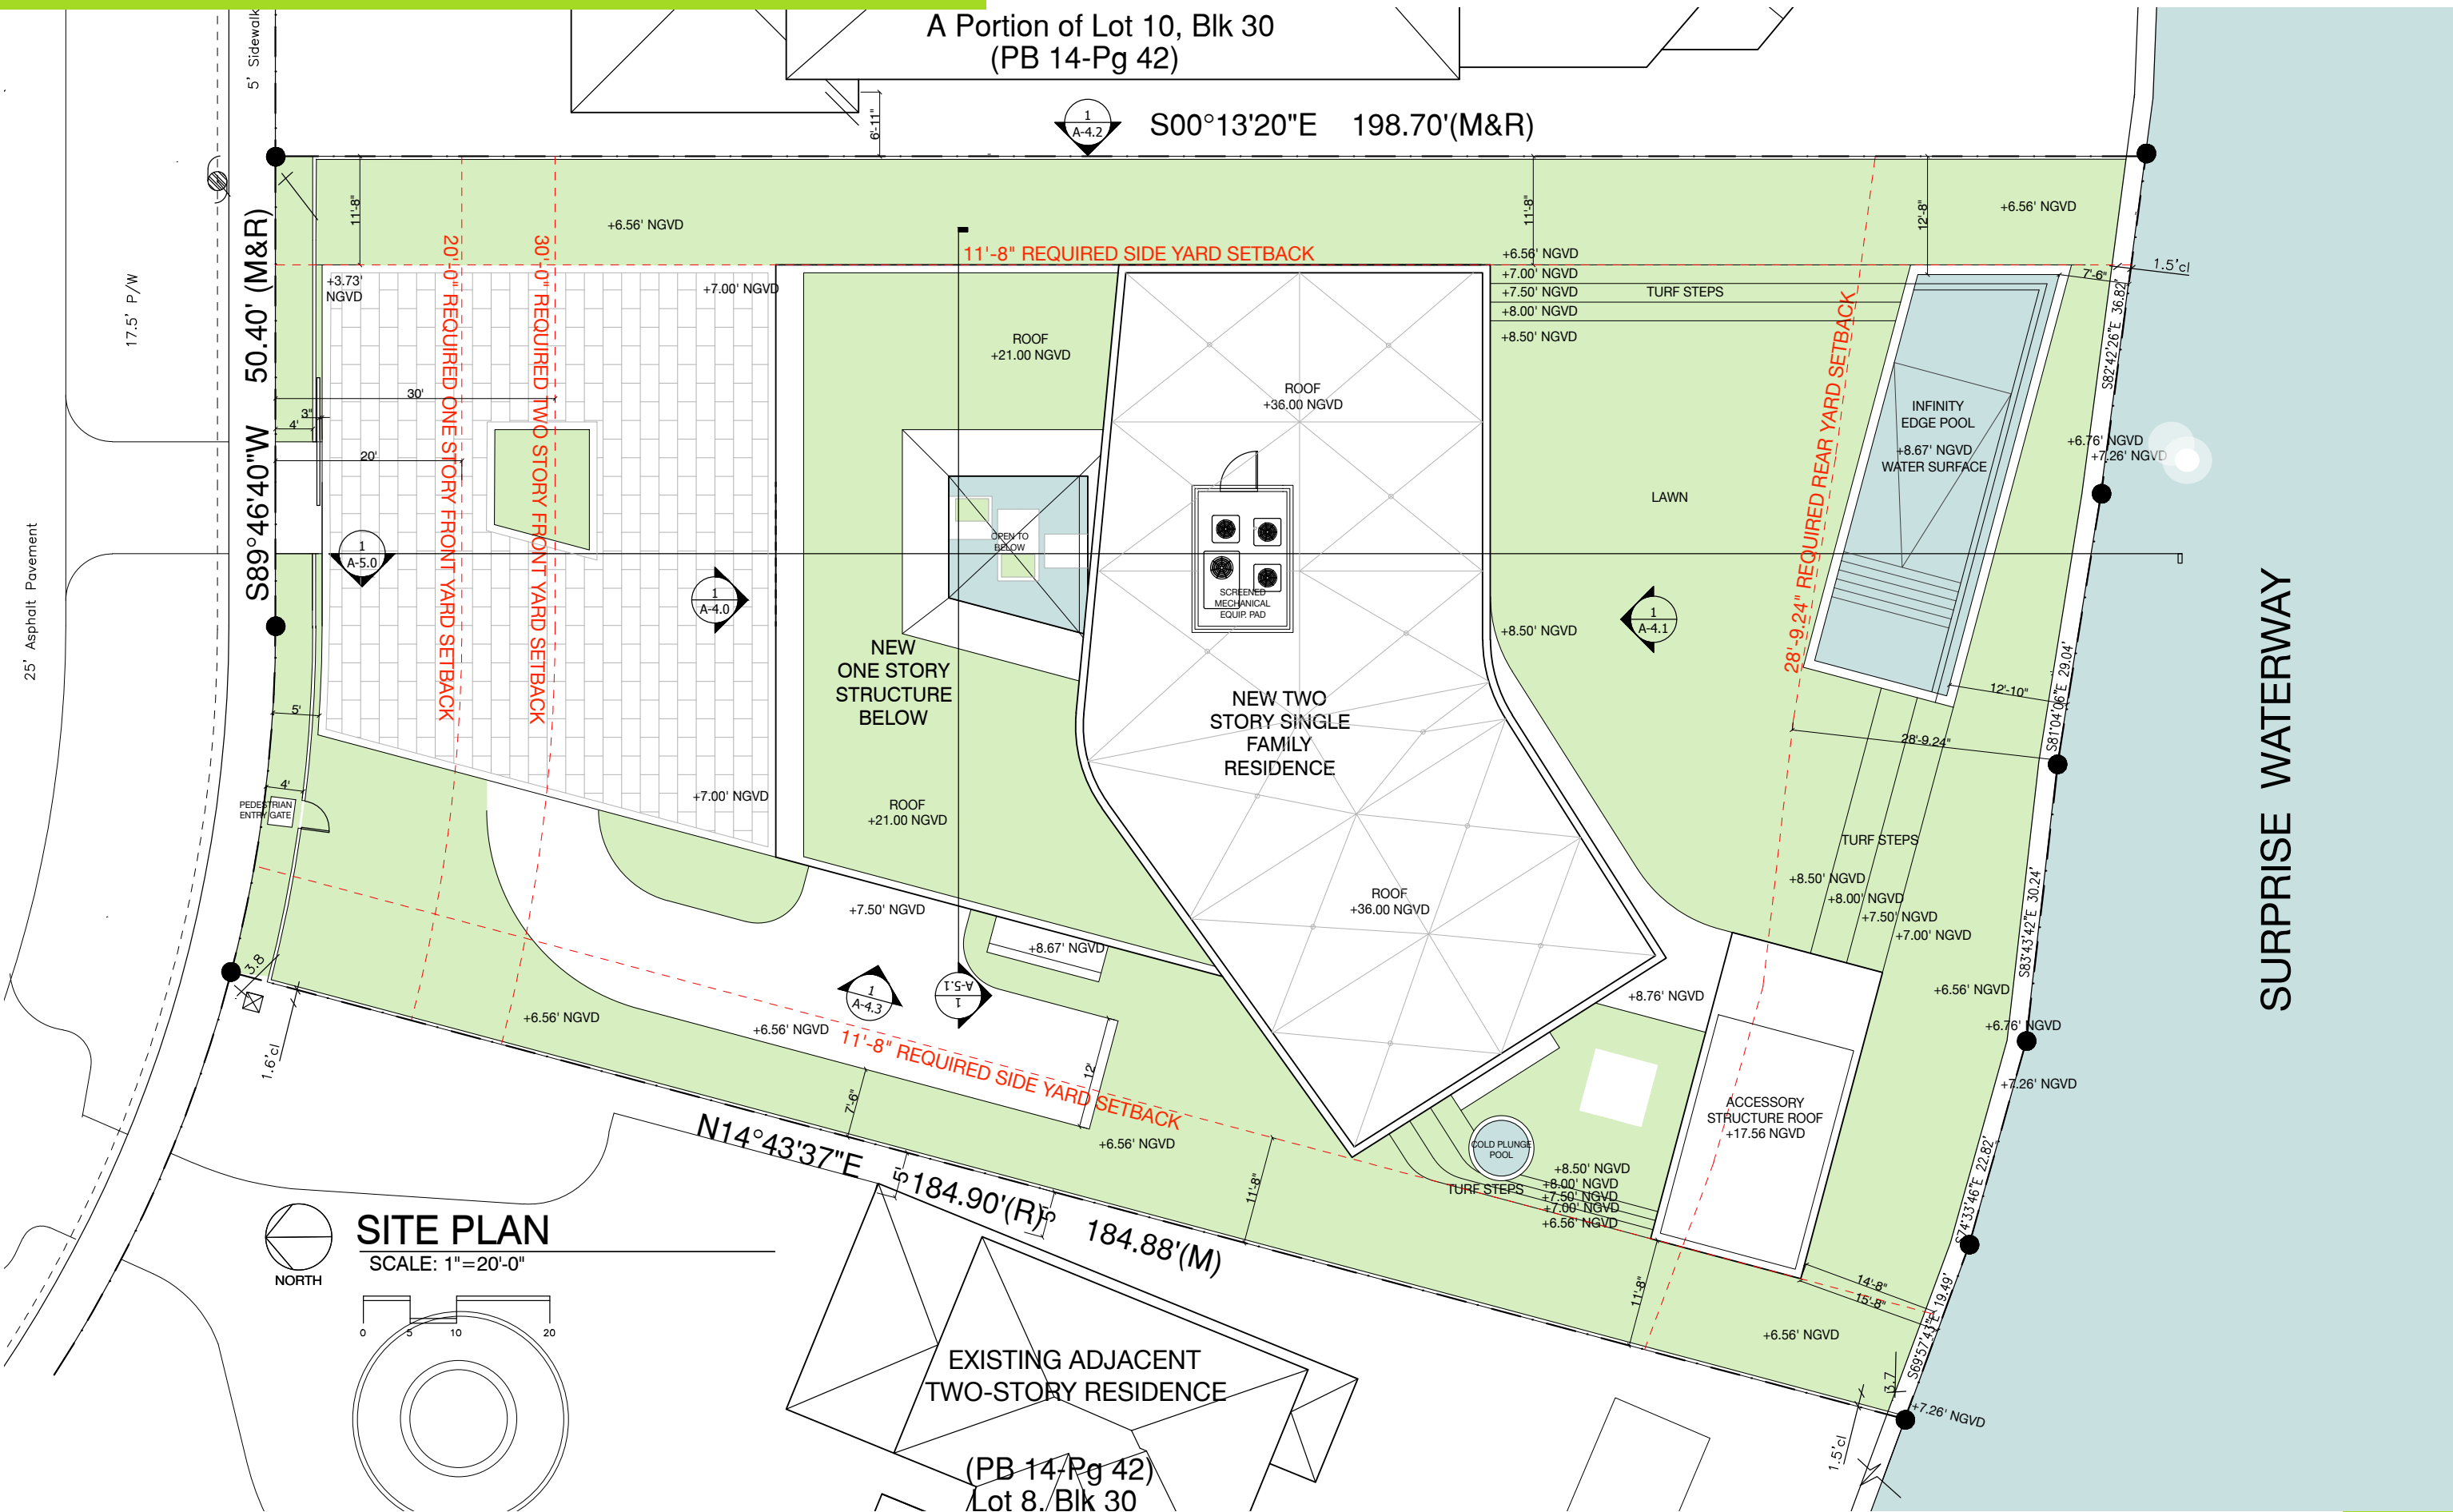 A Portion of Lot 10, Blk 30
(PB 14-Pg 42)
5' Sidewalk
6'-11"
1
A-4.2
S00°13'20"E 198.70'(M&R)
11'-8"
11'-8"
12'-8"
+6.56' NGVD
+6.56' NGVD
11'-8" REQUIRED SIDE YARD SETBACK
+6.56' NGVD
+7.00' NGVD
+7.50' NGVD
TURF STEPS
+8.00' NGVD
+8.50' NGVD
7'-6"
1.5'cl
+3.73'
NGVD
+7.00' NGVD
17.5' P/W
25' Asphalt Pavement
S89°46'40"W 50.40' (M&R)
20'-0" REQUIRED ONE STORY FRONT YARD SETBACK
30'-0" REQUIRED TWO STORY FRONT YARD SETBACK
30'
3"
4'
20'
ROOF
+21.00 NGVD
ROOF
+36.00 NGVD
28'-9.24" REQUIRED REAR YARD SETBACK
INFINITY
EDGE POOL
+8.67' NGVD
WATER SURFACE
S82°42'26"E 36.82'
+6.76' NGVD
+7.26' NGVD
LAWN
OPEN TO
BELOW
1
A-5.0
1
A-4.0
SCREENED
MECHANICAL
EQUIP. PAD
+8.50' NGVD
1
A-4.1
NEW
ONE STORY
STRUCTURE
BELOW
NEW TWO
STORY SINGLE
FAMILY
RESIDENCE
12'-10"
28'-9.24"
S81°04'06"E 29.04'
SURPRISE WATERWAY
5'
4'
PEDESTRIAN
ENTRY GATE
+7.00' NGVD
ROOF
+21.00 NGVD
TURF STEPS
+8.50' NGVD
+8.00' NGVD
+7.50' NGVD
+7.00' NGVD
S83°43'42"E 30.24'
ROOF
+36.00 NGVD
+7.50' NGVD
+8.67' NGVD
3.8
1
A-4.3
1
A-5.1
+8.76' NGVD
+6.56' NGVD
+6.76' NGVD
+6.56' NGVD
+6.56' NGVD
11'-8" REQUIRED SIDE YARD SETBACK
1.6'cl
12'
7'-6"
+7.26' NGVD
ACCESSORY
STRUCTURE ROOF
+17.56 NGVD
COLD PLUNGE
POOL
+6.56' NGVD
+8.50' NGVD
+8.00' NGVD
+7.50' NGVD
+7.00' NGVD
+6.56' NGVD
TURF STEPS
S74°33'46"E 22.82'
N14°43'37"E 184.90'(R) 184.88'(M)
5'
5'
11'-8"
11'-8"
14'-8"
15'-8"
S69°57'43"E 19.49'
+6.56' NGVD
3.7
+7.26' NGVD
1.5'cl
SITE PLAN
SCALE: 1"=20'-0"
NORTH
0 5 10 20
EXISTING ADJACENT
TWO-STORY RESIDENCE
(PB 14-Pg 42)
Lot 8, Blk 30